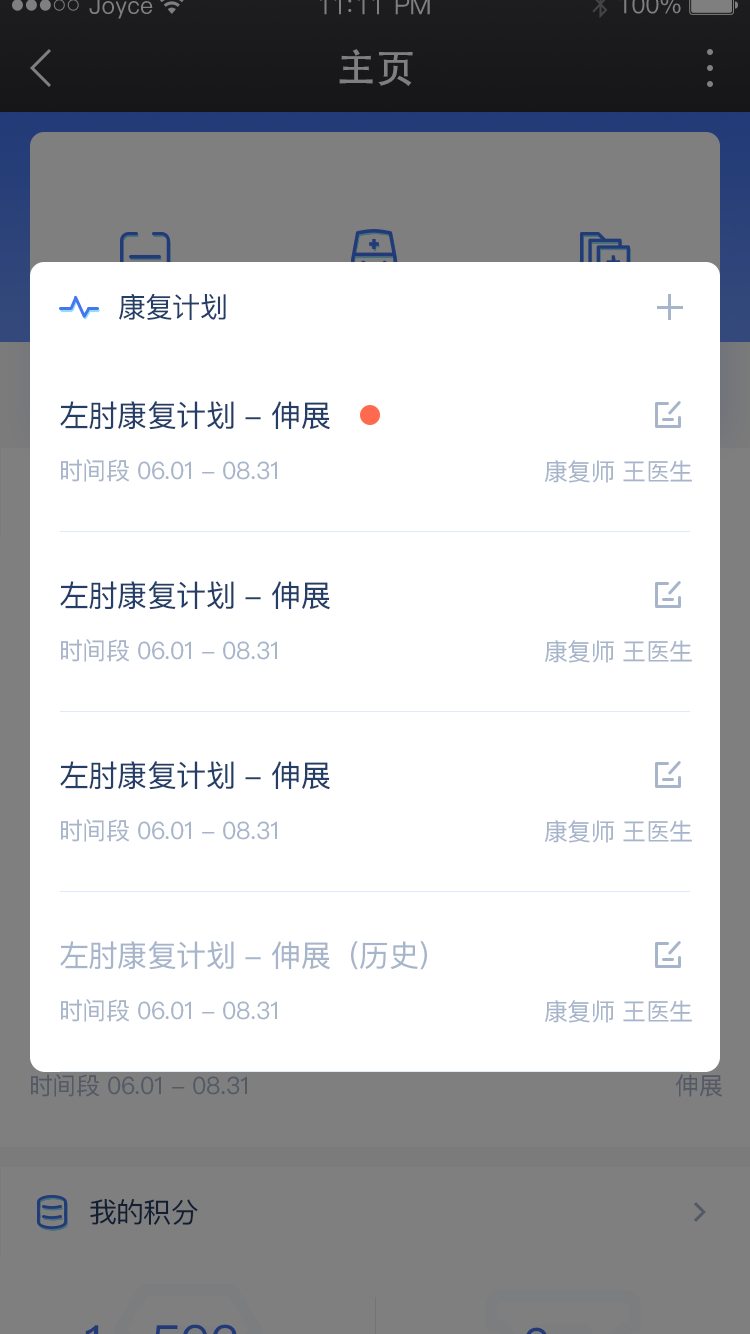 Joyce 11:11 PM 100%
主页
康复计划
左肘康复计划 – 伸展
时间段 06.01 – 08.31 康复师 王医生
左肘康复计划 – 伸展
时间段 06.01 – 08.31 康复师 王医生
左肘康复计划 – 伸展
时间段 06.01 – 08.31 康复师 王医生
左肘康复计划 – 伸展（历史）
时间段 06.01 – 08.31 康复师 王医生
时间段 06.01 – 08.31 伸展
我的积分